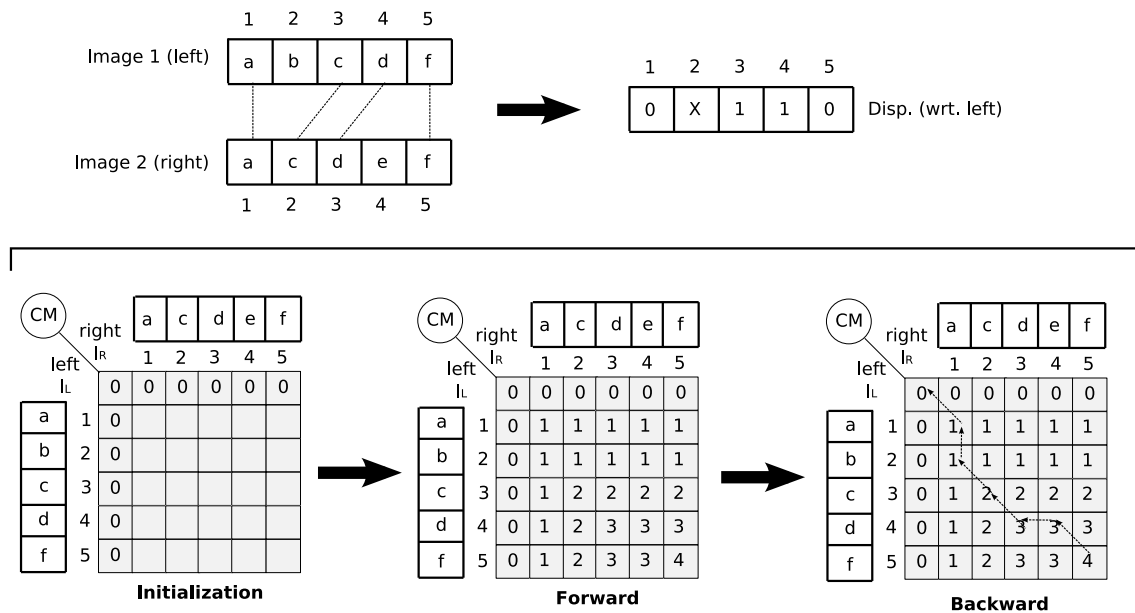 1 2 3 4 5
Image 1 (left) a b c d f
1 2 3 4 5
0 X 1 1 0 Disp. (wrt. left)
Image 2 (right) a c d e f
1 2 3 4 5
CM right a c d e f
I_R 1 2 3 4 5
left
I_L 0 0 0 0 0 0
a 1 0
b 2 0
c 3 0
d 4 0
f 5 0
Initialization
CM right a c d e f
I_R 1 2 3 4 5
left
I_L 0 0 0 0 0 0
a 1 0 1 1 1 1 1
b 2 0 1 1 1 1 1
c 3 0 1 2 2 2 2
d 4 0 1 2 3 3 3
f 5 0 1 2 3 3 4
Forward
CM right a c d e f
I_R 1 2 3 4 5
left
I_L 0 0 0 0 0 0
a 1 0 1 1 1 1 1
b 2 0 1 1 1 1 1
c 3 0 1 2 2 2 2
d 4 0 1 2 3 3 3
f 5 0 1 2 3 3 4
Backward